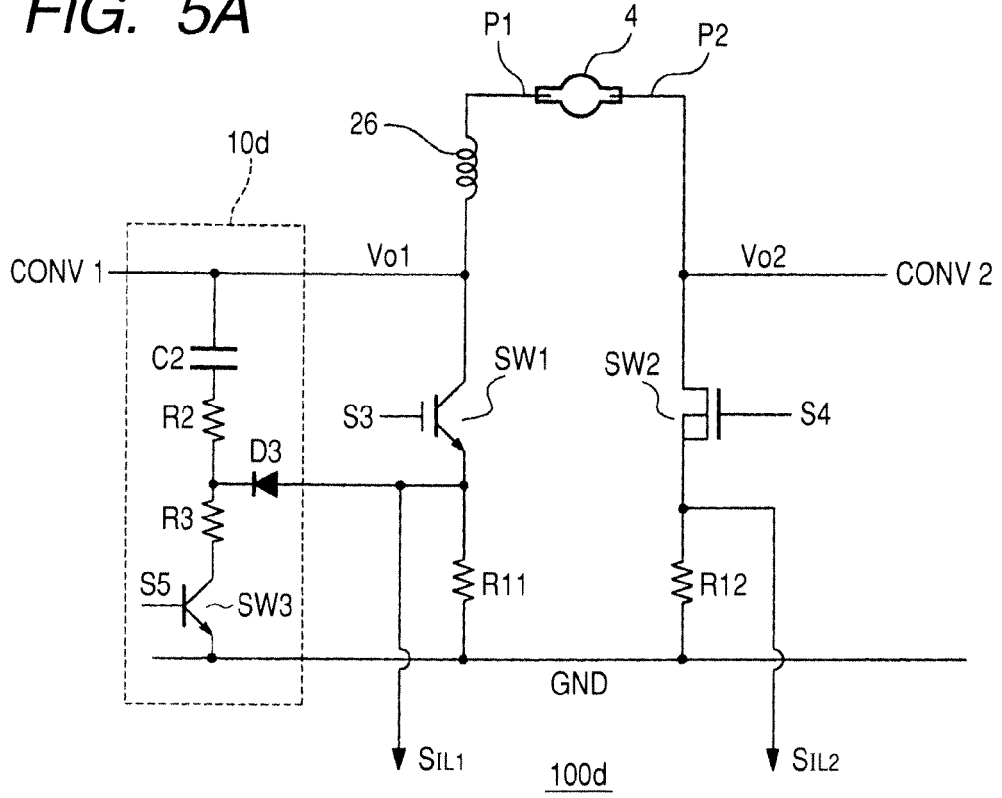 FIG. 5A
P1
4
P2
26
10d
CONV 1
Vo1
Vo2
CONV 2
C2
SW1
SW2
R2
S3
S4
D3
R3
S5
SW3
R11
R12
GND
SIL1
SIL2
100d